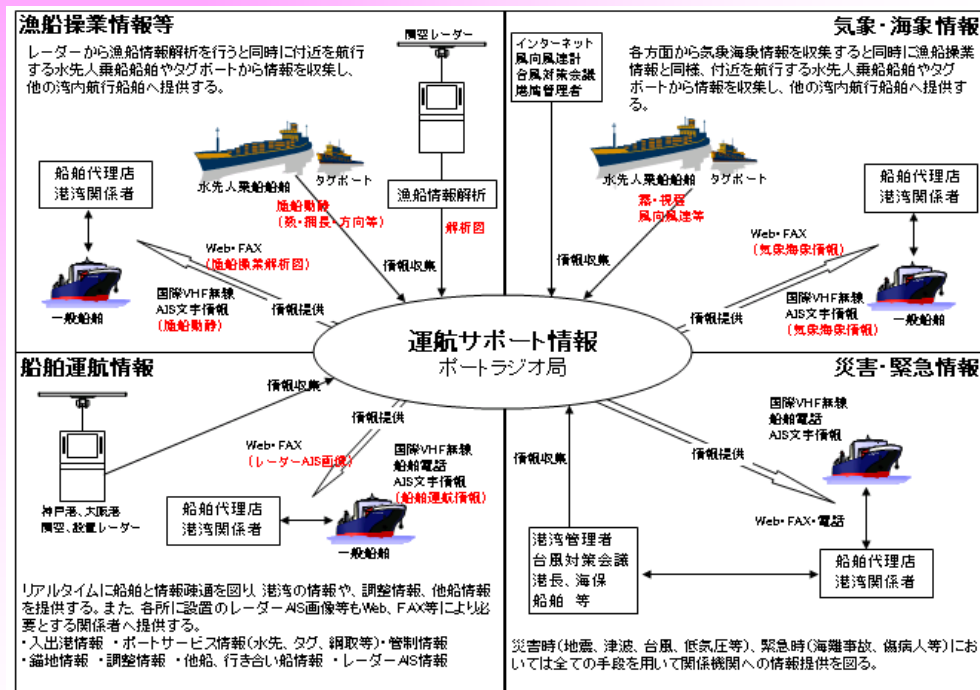 漁船操業情報等
レーダーから漁船情報解析を行うと同時に付近を航行
する水先人乗船船舶やタグボートから情報を収集し、
他の湾内航行船舶へ提供する。
関空レーダー
船舶代理店
港湾関係者
水先人乗船船舶
タグボート
漁船動静
(数・網長・方向等)
漁船情報解析
解析図
Web・FAX
(漁船操業解析図)
情報収集
国際VHF無線
AIS文字情報
(漁船動静)
情報提供
一般船舶
気象・海象情報
インターネット
風向風速計
台風対策会議
港湾管理者
各方面から気象海象情報を収集すると同時に漁船操業
情報と同様、付近を航行する水先人乗船船舶やタグ
ボートから情報を収集し、他の湾内航行船舶へ提供す
る。
水先人乗船船舶
タグボート
霧・視程
風向風速等
船舶代理店
港湾関係者
Web・FAX
(気象海象情報)
情報収集
国際VHF無線
AIS文字情報
(気象海象情報)
情報提供
一般船舶
運航サポート情報
ポートラジオ局
船舶運航情報
情報収集
情報提供
Web・FAX
(レーダーAIS画像)
国際VHF無線
船舶電話
AIS文字情報
(船舶運航情報)
神戸港、大阪港
関空、設置レーダー
船舶代理店
港湾関係者
一般船舶
リアルタイムに船舶と情報疎通を図り、港湾の情報や、調整情報、他船情報
を提供する。また、各所に設置のレーダーAIS画像等もWeb、FAX等により必
要とする関係者へ提供する。
・入出港情報 ・ポートサービス情報(水先、タグ、綱取等)・管制情報
・錨地情報 ・調整情報 ・他船、行き合い船情報 ・レーダーAIS情報
災害・緊急情報
国際VHF無線
船舶電話
AIS文字情報
情報提供
情報収集
Web・FAX・電話
港湾管理者
台風対策会議
港長、海保
船舶 等
船舶代理店
港湾関係者
災害時(地震、津波、台風、低気圧等)、緊急時(海難事故、傷病人等)にお
いては全ての手段を用いて関係機関への情報提供を図る。